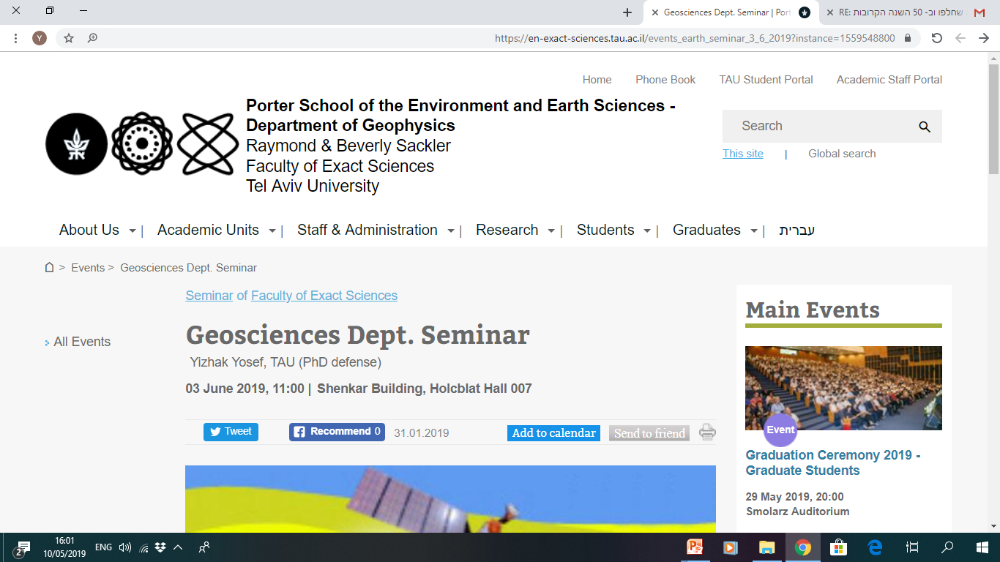 Geosciences Dept. Seminar | Port
RE: שחלפו וב- 50 השנה הקרובות
Y
https://en-exact-sciences.tau.ac.il/events_earth_seminar_3_6_2019?instance=1559548800
Home Phone Book TAU Student Portal Academic Staff Portal
Porter School of the Environment and Earth Sciences -
Department of Geophysics
Raymond & Beverly Sackler
Faculty of Exact Sciences
Tel Aviv University
Search
This site | Global search
About Us | Academic Units | Staff & Administration | Research | Students | Graduates | עברית
> Events > Geosciences Dept. Seminar
All Events
Seminar of Faculty of Exact Sciences
Geosciences Dept. Seminar
Yizhak Yosef, TAU (PhD defense)
03 June 2019, 11:00 | Shenkar Building, Holcblat Hall 007
Tweet Recommend 0 31.01.2019 Add to calendar Send to friend
Main Events
Event
Graduation Ceremony 2019 -
Graduate Students
29 May 2019, 20:00
Smolarz Auditorium
2
16:01
10/05/2019
ENG